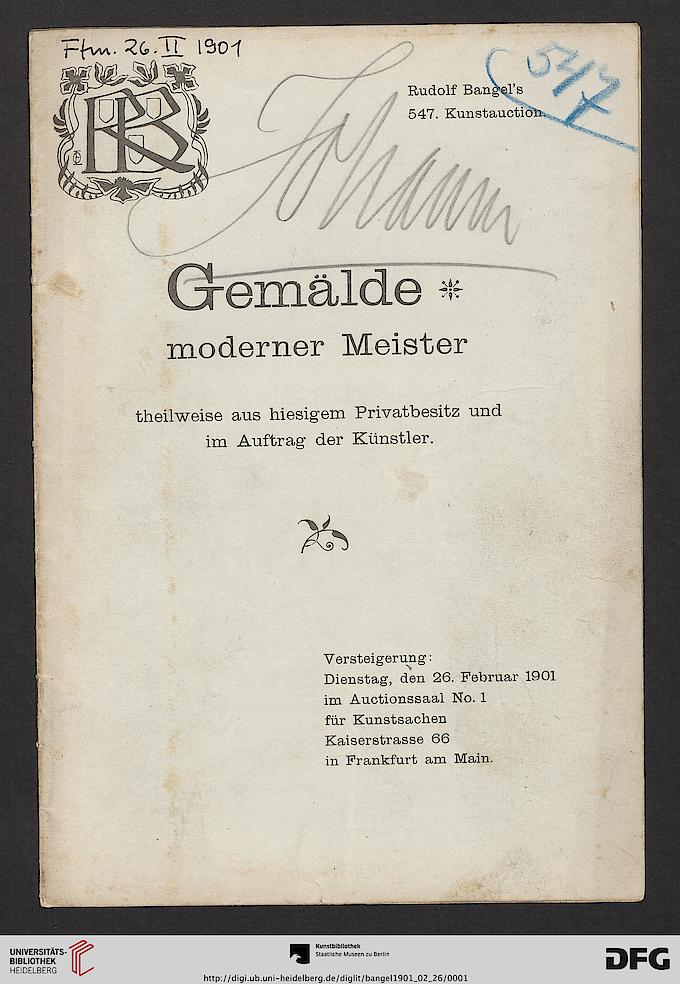 Ffm. 26. II 1901
RB
547
Rudolf Bangel's
547. Kunstauction.
Johann
Gemälde
moderner Meister
theilweise aus hiesigem Privatbesitz und
im Auftrag der Künstler.
Versteigerung:
Dienstag, den 26. Februar 1901
im Auctionssaal No. 1
für Kunstsachen
Kaiserstrasse 66
in Frankfurt am Main.
UNIVERSITÄTS-
BIBLIOTHEK
HEIDELBERG
Kunstbibliothek
Staatliche Museen zu Berlin
DFG
http://digi.ub.uni-heidelberg.de/diglit/bangel1901_02_26/0001